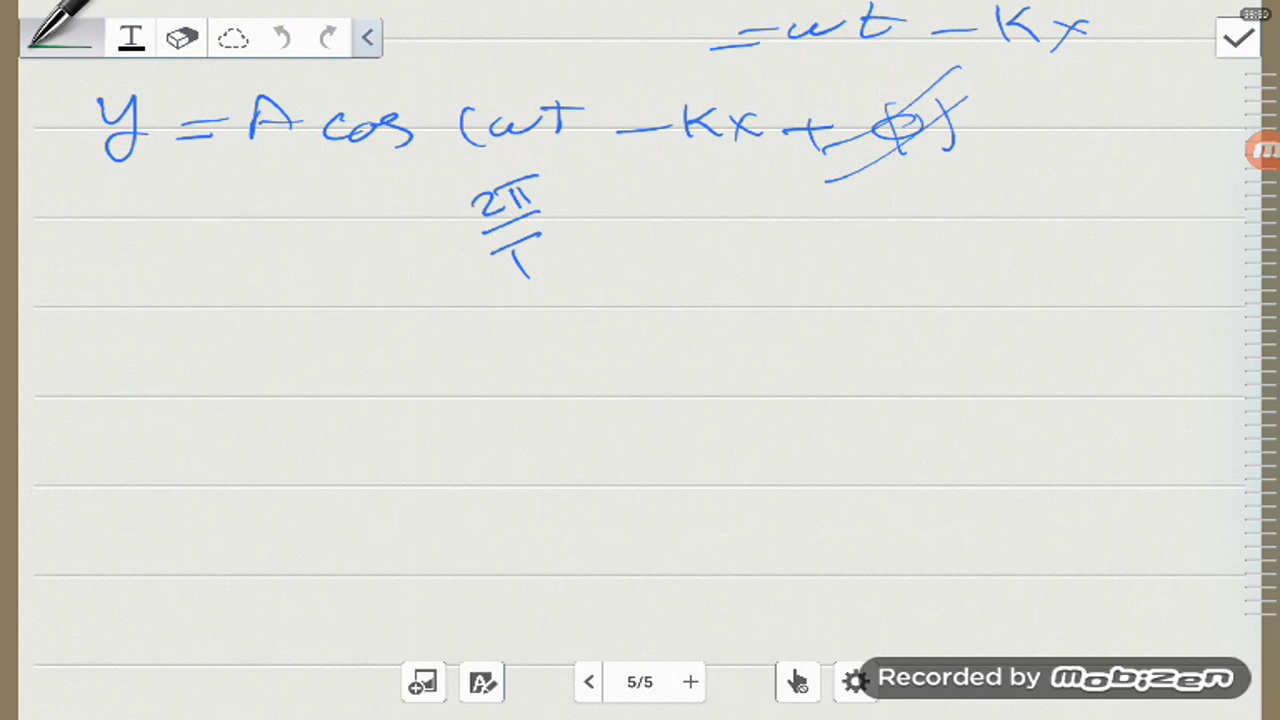 = ωt - Kx
y = A cos (ωt - Kx + φ)
2π
T
T
5/5
Recorded by mobizen